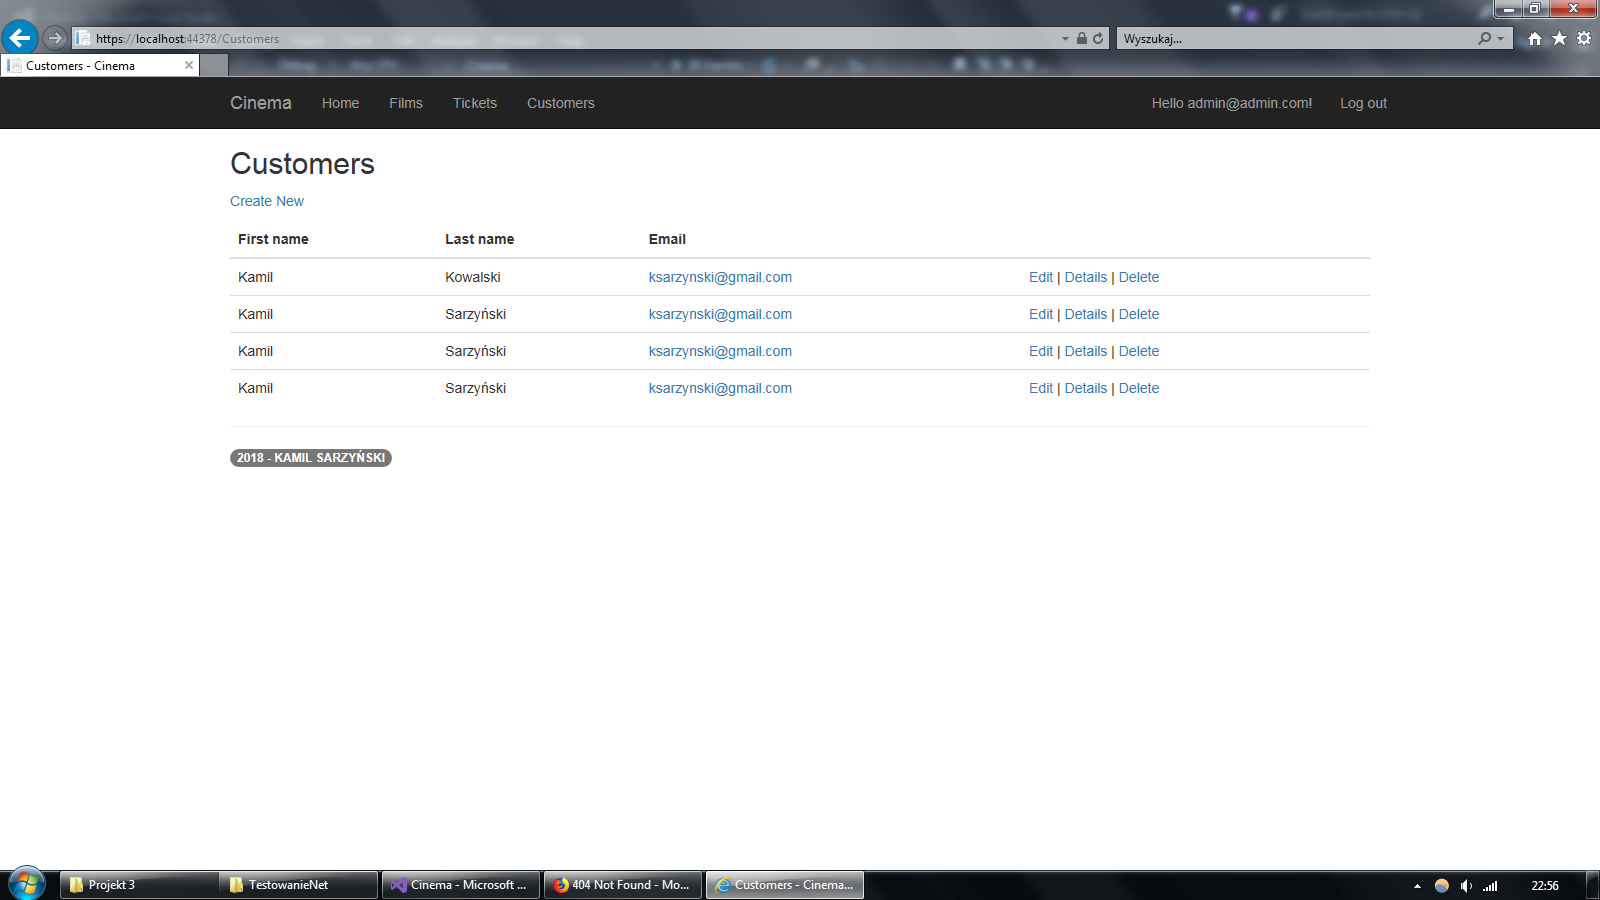 https://localhost:44378/Customers
Wyszukaj...
Customers - Cinema
Cinema Home Films Tickets Customers Hello admin@admin.com! Log out
Customers
Create New
First name Last name Email
Kamil Kowalski ksarzynski@gmail.com Edit | Details | Delete
Kamil Sarzyński ksarzynski@gmail.com Edit | Details | Delete
Kamil Sarzyński ksarzynski@gmail.com Edit | Details | Delete
Kamil Sarzyński ksarzynski@gmail.com Edit | Details | Delete
2018 - KAMIL SARZYŃSKI
Projekt 3 TestowanieNet Cinema - Microsoft ... 404 Not Found - Mo... Customers - Cinema... 22:56